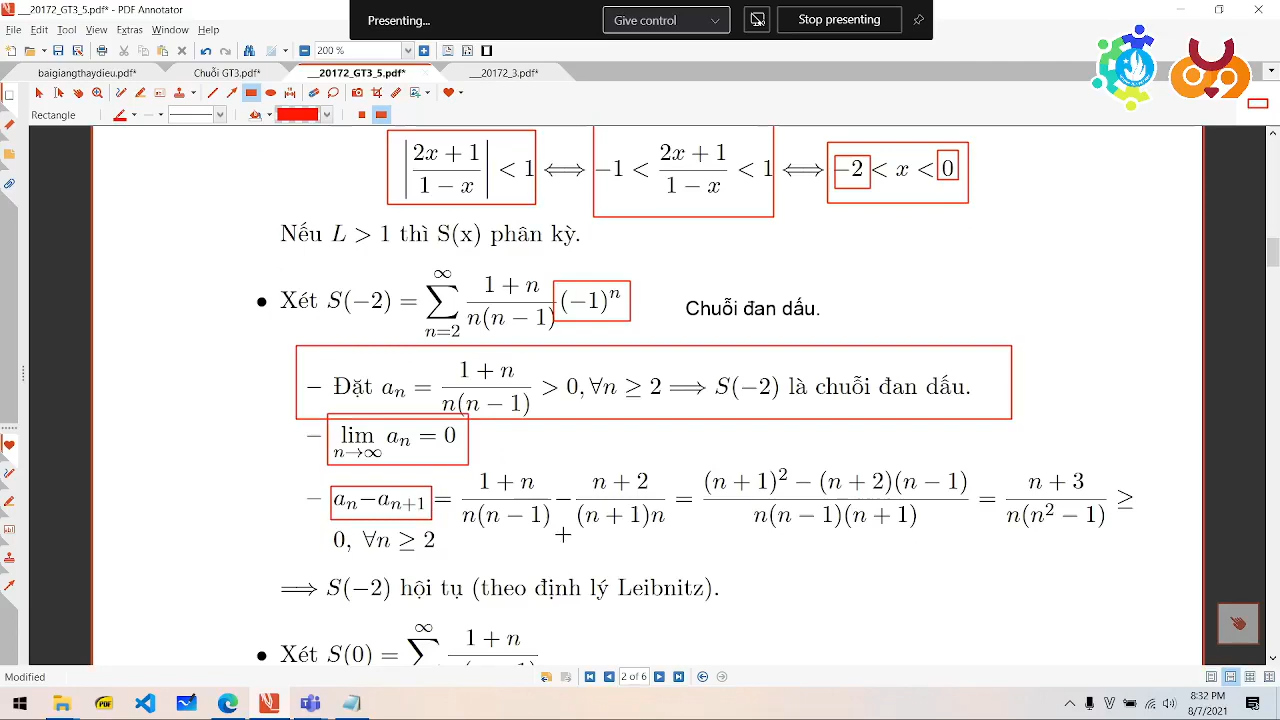 __20172_GT3_5.pdf* - PDF Annotator
Presenting...
Give control
Stop presenting
File Edit View Tool Extras Window Help
200 %
baigiangthardieu.pdf*
Chuỗi GT3.pdf*
__20172_GT3_5.pdf*
__20172_3.pdf*
Rectangle
|(2x + 1)/(1 − x)| < 1 ⟺ −1 < (2x + 1)/(1 − x) < 1 ⟺ −2 < x < 0
Nếu L > 1 thì S(x) phân kỳ.
• Xét S(−2) = ∑_{n=2}^{∞} (1 + n)/(n(n − 1)) (−1)^n
Chuỗi đan dấu.
− Đặt a_n = (1 + n)/(n(n − 1)) > 0, ∀n ≥ 2 ⟹ S(−2) là chuỗi đan dấu.
− lim_{n→∞} a_n = 0
− a_n − a_{n+1} = (1 + n)/(n(n − 1)) − (n + 2)/((n + 1)n) = ((n + 1)^2 − (n + 2)(n − 1))/(n(n − 1)(n + 1)) = (n + 3)/(n(n^2 − 1)) ≥
0, ∀n ≥ 2
⟹ S(−2) hội tụ (theo định lý Leibnitz).
• Xét S(0) = ∑^{∞} 1 + n
Modified
2 of 6
8:32 PM
8/7/2021